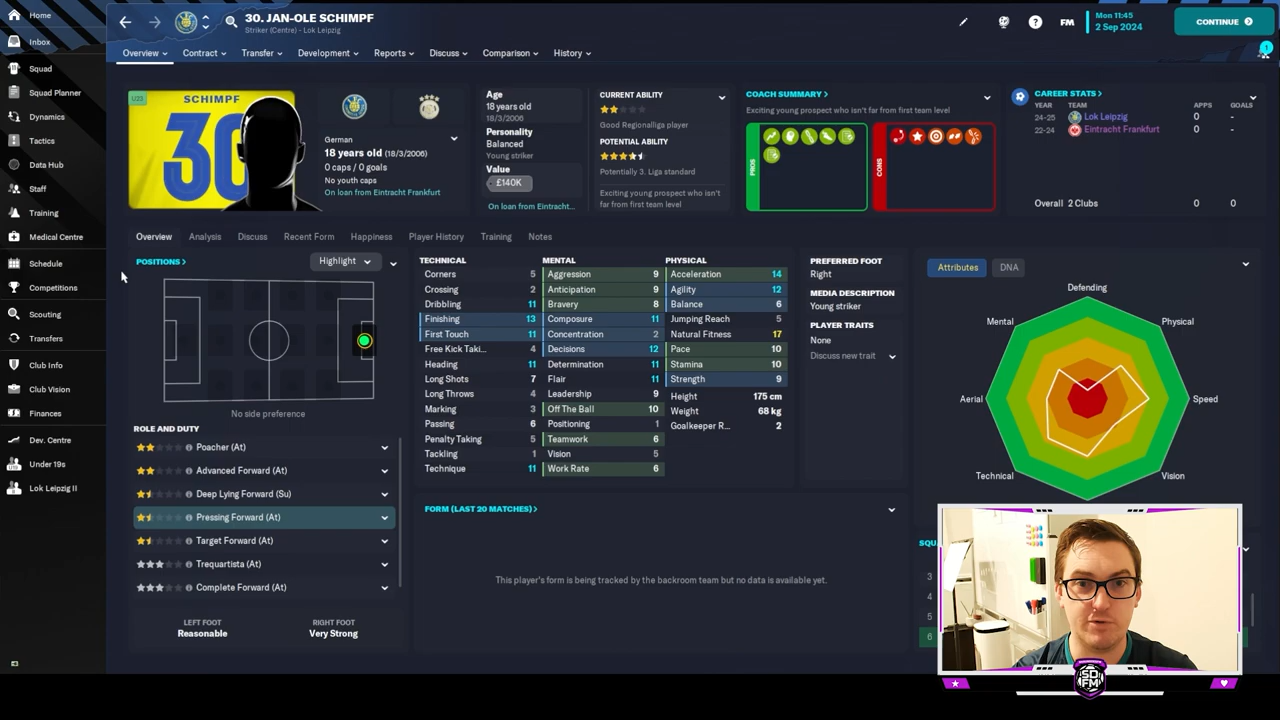 Home
Inbox
Squad
Squad Planner
Dynamics
Tactics
Data Hub
Staff
Training
Medical Centre
Schedule
Competitions
Scouting
Transfers
Club Info
Club Vision
Finances
Dev. Centre
Under 19s
Lok Leipzig II
30. JAN-OLE SCHIMPF
Striker (Centre) - Lok Leipzig
FM
Mon 11:45
2 Sep 2024
CONTINUE
Overview
Contract
Transfer
Development
Reports
Discuss
Comparison
History
1
U23
SCHIMPF
30
German
18 years old (18/3/2006)
0 caps / 0 goals
No youth caps
On loan from Eintracht Frankfurt
Age
18 years old
18/3/2006
Personality
Balanced
Young striker
Value
£140K
On loan from Eintracht...
CURRENT ABILITY
Good Regionalliga player
POTENTIAL ABILITY
Potentially 3. Liga standard
Exciting young prospect who isn't
far from first team level
COACH SUMMARY >
Exciting young prospect who isn't far from first team level
PROS
CONS
CAREER STATS >
YEAR TEAM APPS GOALS
24-25 Lok Leipzig 0 -
22-24 Eintracht Frankfurt 0 -
Overall 2 Clubs 0 0
Overview
Analysis
Discuss
Recent Form
Happiness
Player History
Training
Notes
POSITIONS >
Highlight
No side preference
ROLE AND DUTY
Poacher (At)
Advanced Forward (At)
Deep Lying Forward (Su)
Pressing Forward (At)
Target Forward (At)
Trequartista (At)
Complete Forward (At)
LEFT FOOT
Reasonable
RIGHT FOOT
Very Strong
TECHNICAL
Corners 5
Crossing 2
Dribbling 11
Finishing 13
First Touch 11
Free Kick Taki... 4
Heading 11
Long Shots 7
Long Throws 4
Marking 3
Passing 6
Penalty Taking 5
Tackling 1
Technique 11
MENTAL
Aggression 9
Anticipation 9
Bravery 8
Composure 11
Concentration 2
Decisions 12
Determination 11
Flair 11
Leadership 9
Off The Ball 10
Positioning 1
Teamwork 6
Vision 5
Work Rate 6
PHYSICAL
Acceleration 14
Agility 12
Balance 6
Jumping Reach 5
Natural Fitness 17
Pace 10
Stamina 10
Strength 9
Height 175 cm
Weight 68 kg
Goalkeeper R... 2
PREFERRED FOOT
Right
MEDIA DESCRIPTION
Young striker
PLAYER TRAITS
None
Discuss new trait
Attributes
DNA
Defending
Physical
Speed
Vision
Technical
Aerial
Mental
FORM (LAST 20 MATCHES) >
This player's form is being tracked by the backroom team but no data is available yet.
SQU
3
4
5
6
SDFM